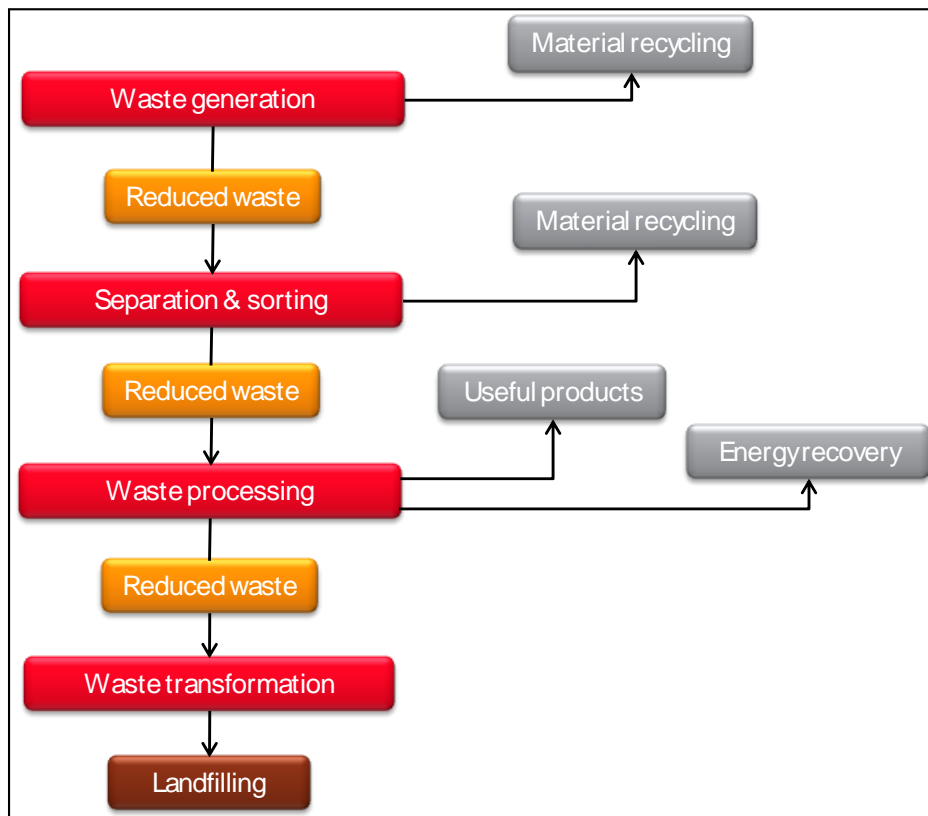 Material recycling
Waste generation
Reduced waste
Material recycling
Separation & sorting
Reduced waste
Useful products
Energy recovery
Waste processing
Reduced waste
Waste transformation
Landfilling